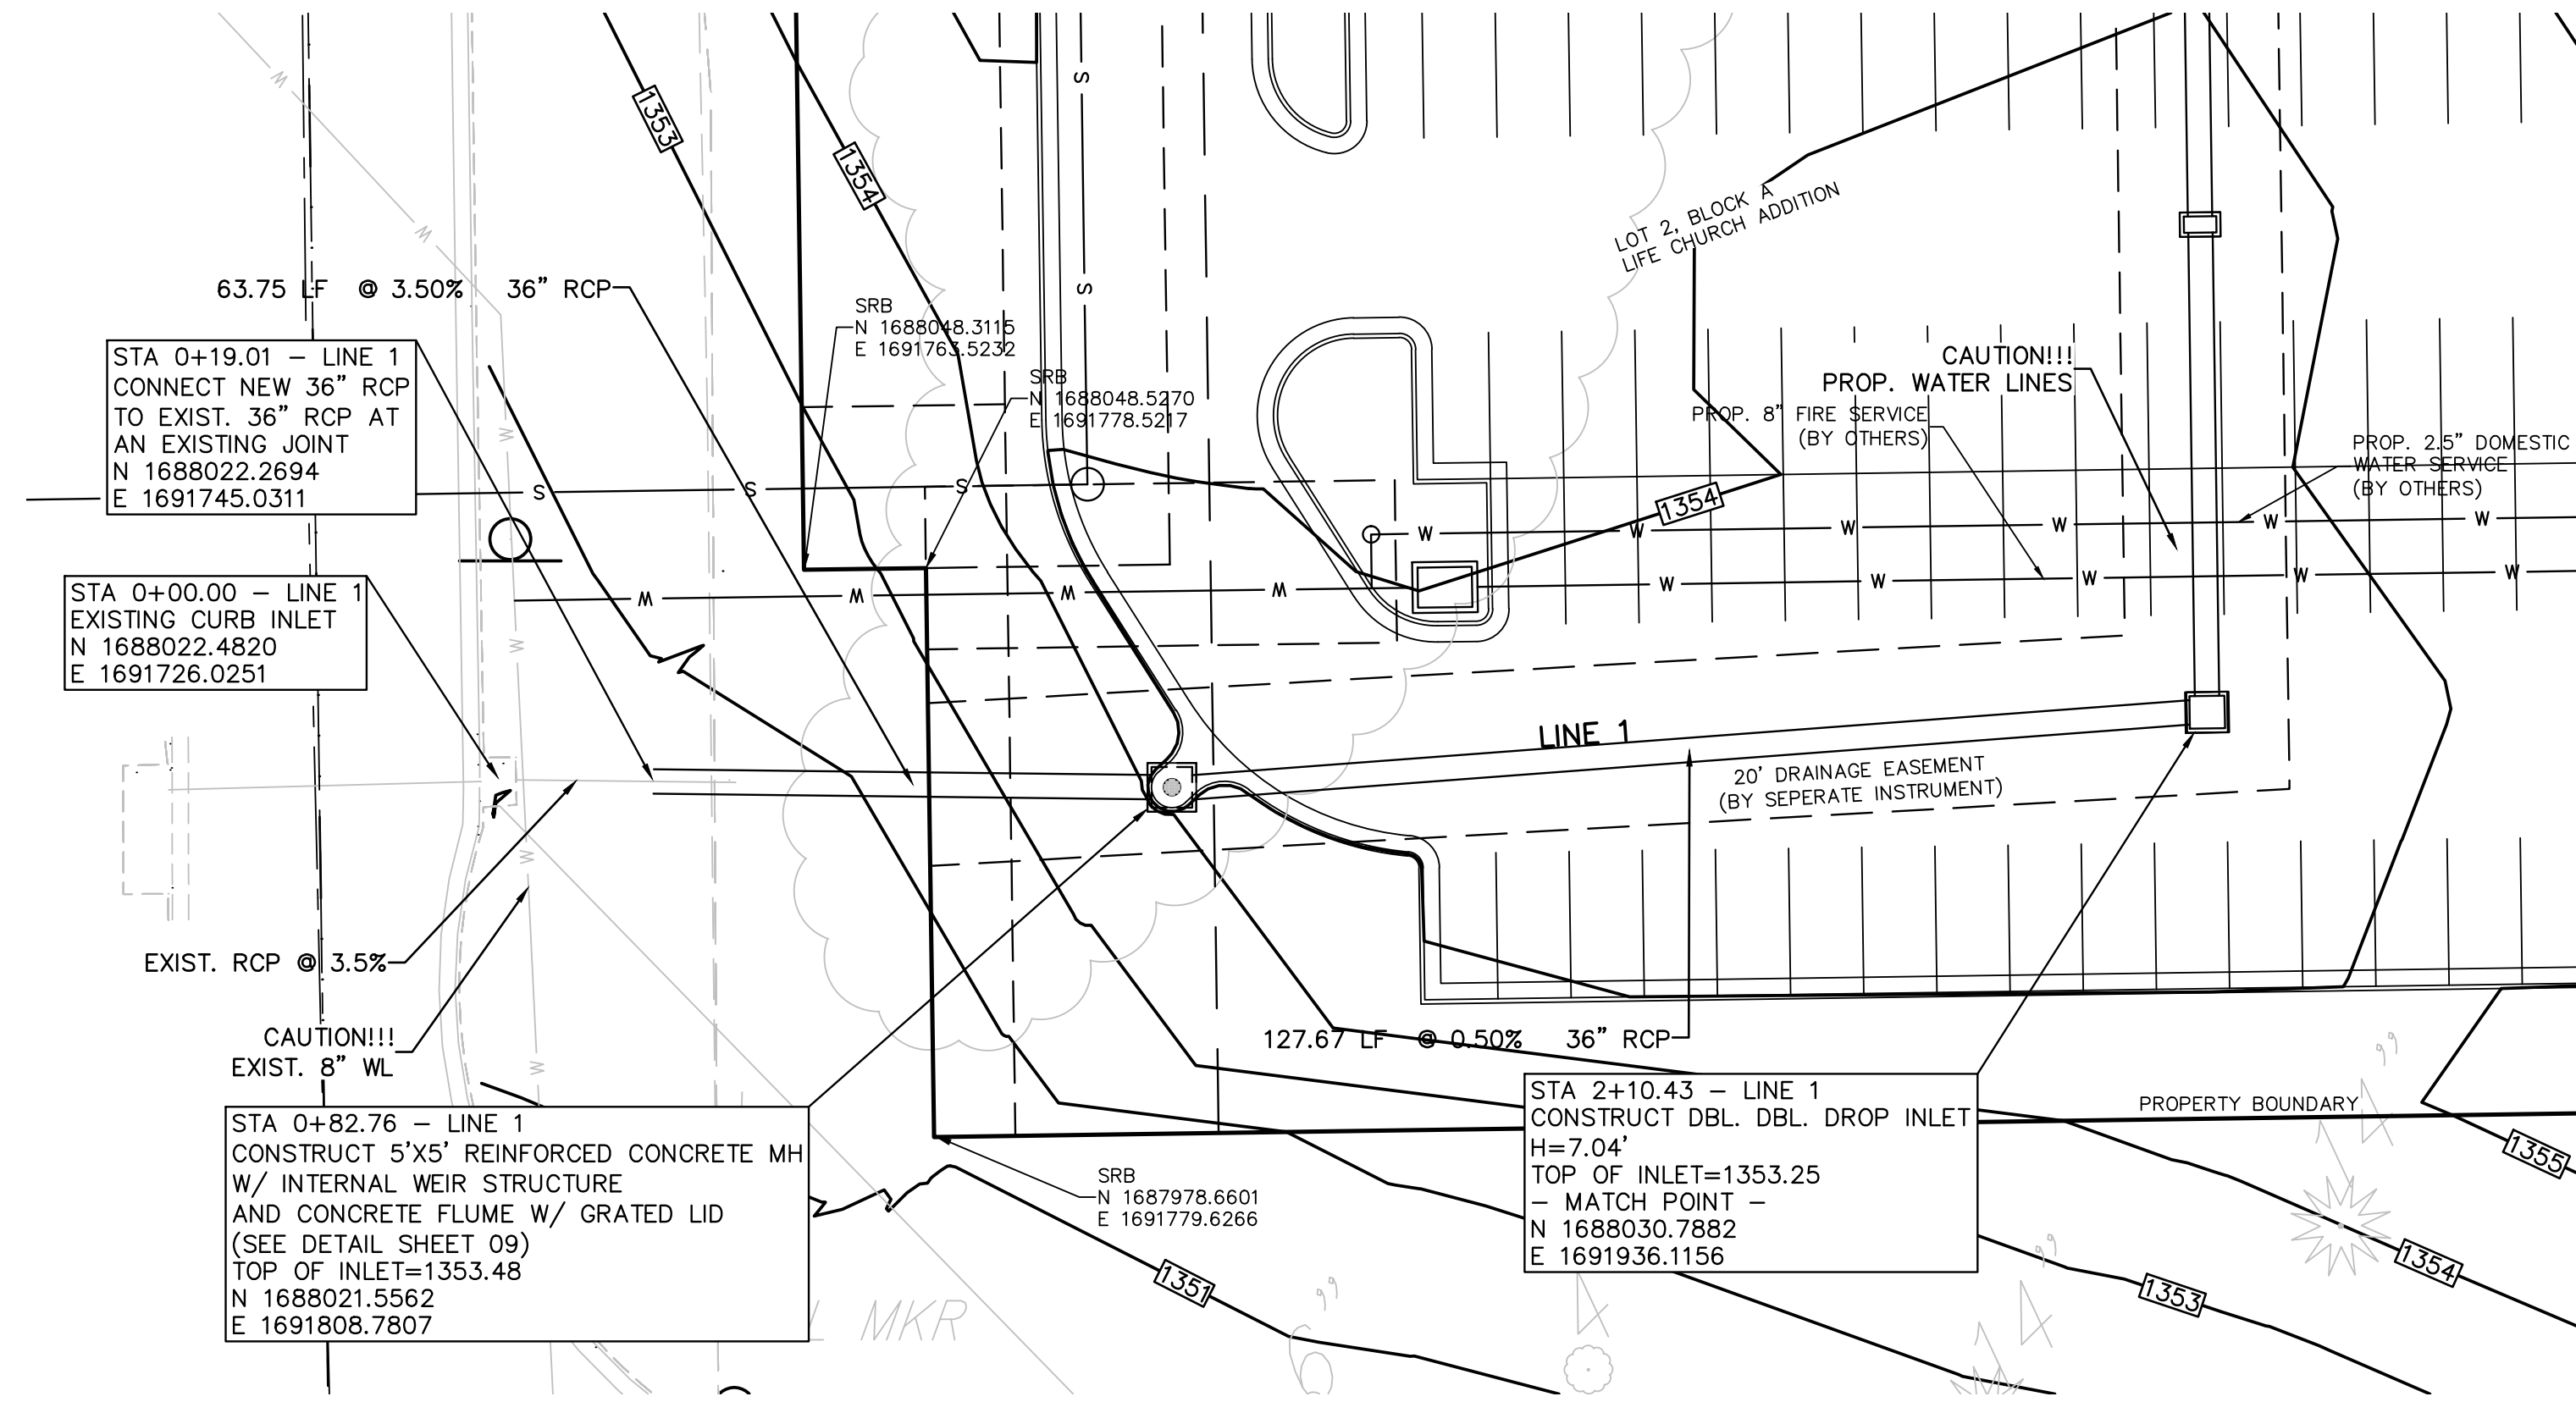 1353
1354
S
S
W
W
LOT 2, BLOCK A
LIFE CHURCH ADDITION
63.75 LF @ 3.50% 36” RCP
SRB
N 1688048.3115
E 1691763.5232
SRB
N 1688048.5270
E 1691778.5217
STA 0+19.01 – LINE 1
CONNECT NEW 36” RCP
TO EXIST. 36” RCP AT
AN EXISTING JOINT
N 1688022.2694
E 1691745.0311
CAUTION!!!
PROP. WATER LINES
PROP. 8” FIRE SERVICE
(BY OTHERS)
PROP. 2.5” DOMESTIC
WATER SERVICE
(BY OTHERS)
W
S
S
S
1354
W
W
W
W
W
W
STA 0+00.00 – LINE 1
EXISTING CURB INLET
N 1688022.4820
E 1691726.0251
W
W
W
W
W
W
W
W
W
W
LINE 1
20’ DRAINAGE EASEMENT
(BY SEPERATE INSTRUMENT)
W
EXIST. RCP @ 3.5%
CAUTION!!!
EXIST. 8” WL
W
127.67 LF @ 0.50% 36” RCP
STA 0+82.76 – LINE 1
CONSTRUCT 5’X5’ REINFORCED CONCRETE MH
W/ INTERNAL WEIR STRUCTURE
AND CONCRETE FLUME W/ GRATED LID
(SEE DETAIL SHEET 09)
TOP OF INLET=1353.48
N 1688021.5562
E 1691808.7807
STA 2+10.43 – LINE 1
CONSTRUCT DBL. DBL. DROP INLET
H=7.04’
TOP OF INLET=1353.25
– MATCH POINT –
N 1688030.7882
E 1691936.1156
PROPERTY BOUNDARY
SRB
N 1687978.6601
E 1691779.6266
1355
1354
1353
1351
MKR
6”
4”
4”
4